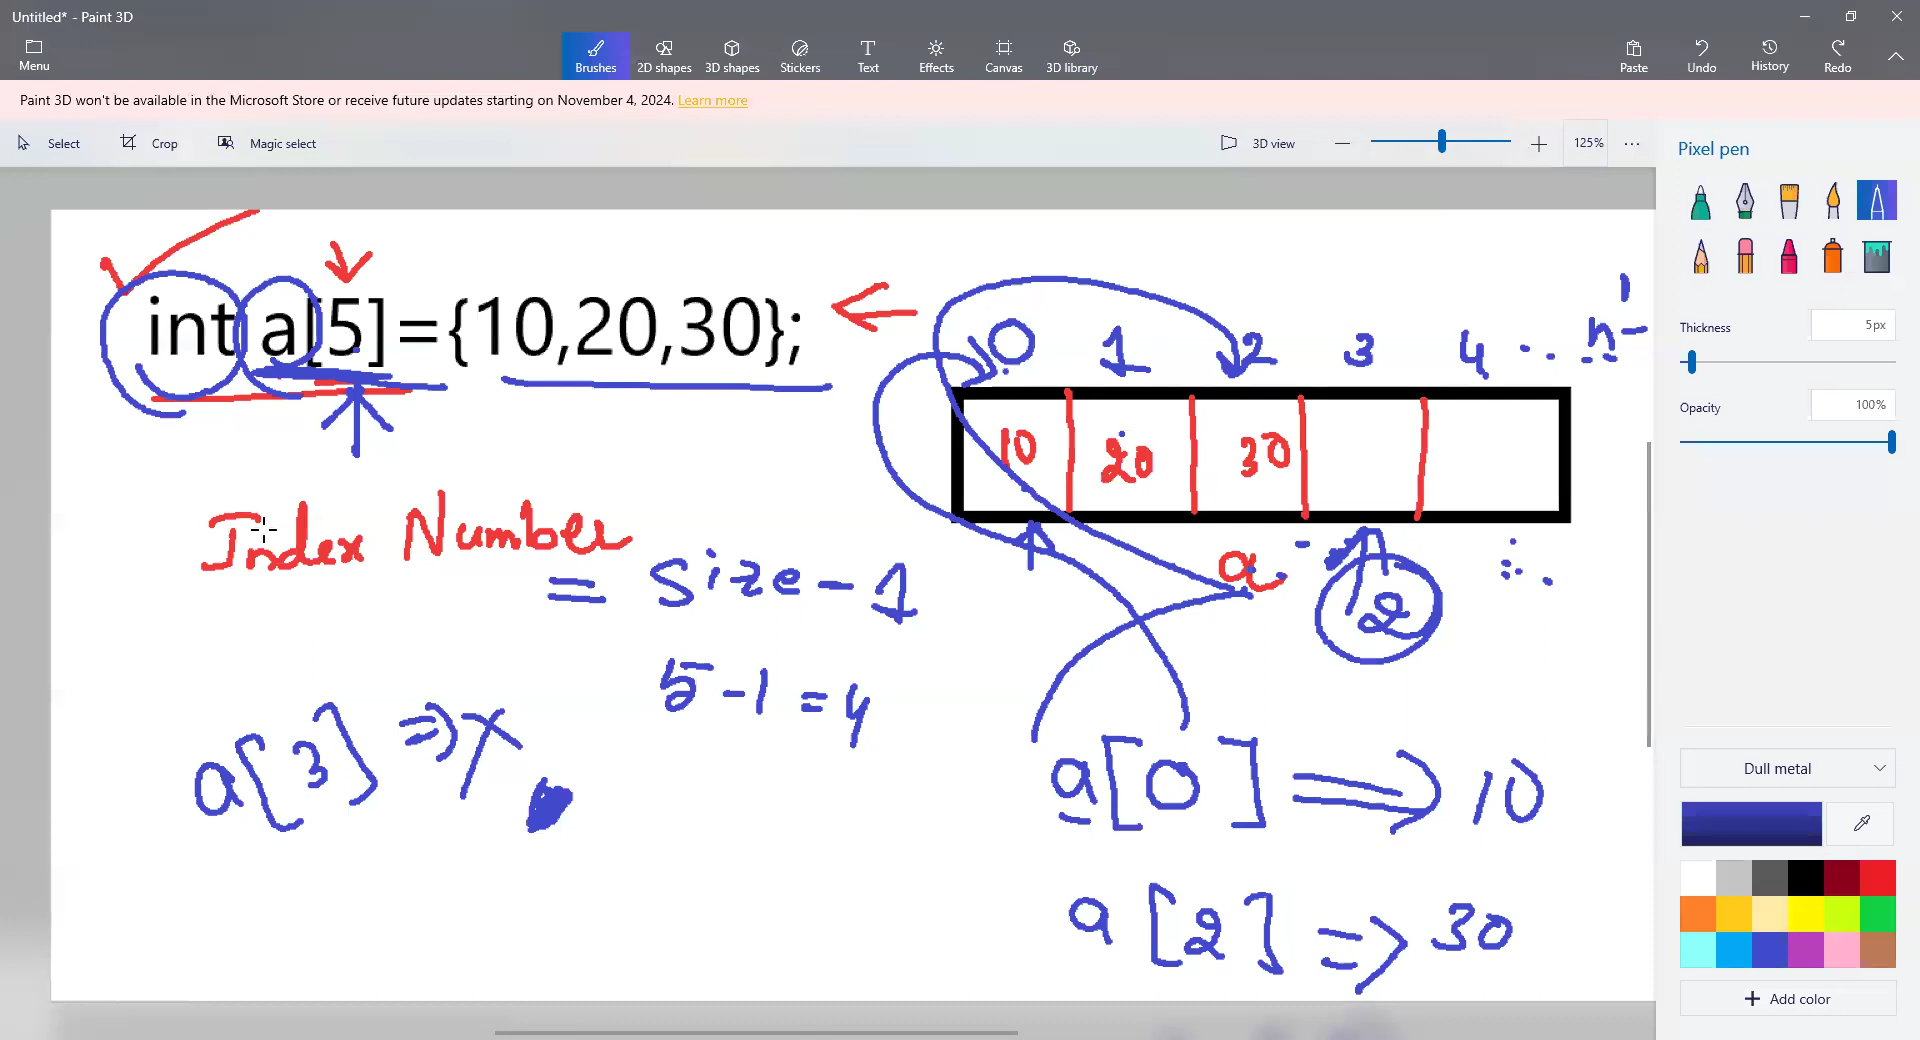 Untitled* - Paint 3D
Menu
Brushes
2D shapes
3D shapes
Stickers
Text
Effects
Canvas
3D library
Paste
Undo
History
Redo
Paint 3D won't be available in the Microsoft Store or receive future updates starting on November 4, 2024. Learn more
Select
Crop
Magic select
3D view
125%
Pixel pen
Thickness
5px
Opacity
100%
int a[5]={10,20,30};
0 1 2 3 4 .. n-1
10 20 30
a
2
Index Number
= Size-1
5-1=4
a[3] => x
a[0] => 10
a[2] => 30
Dull metal
+ Add color